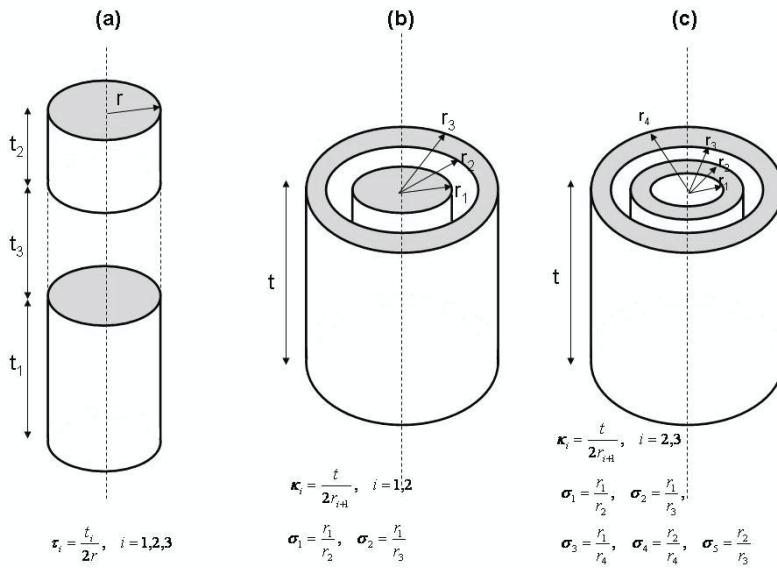 (a)
r
t₂
t₃
t₁
τᵢ = tᵢ/2r, i = 1,2,3
(b)
r₃
r₂
r₁
t
κᵢ = t/2rᵢ₊₁, i = 1,2
σ₁ = r₁/r₂, σ₂ = r₁/r₃
(c)
r₄
r₃
r₂
r₁
t
κᵢ = t/2rᵢ₊₁, i = 2,3
σ₁ = r₁/r₂, σ₂ = r₁/r₃,
σ₃ = r₁/r₄, σ₄ = r₂/r₄, σ₅ = r₂/r₃